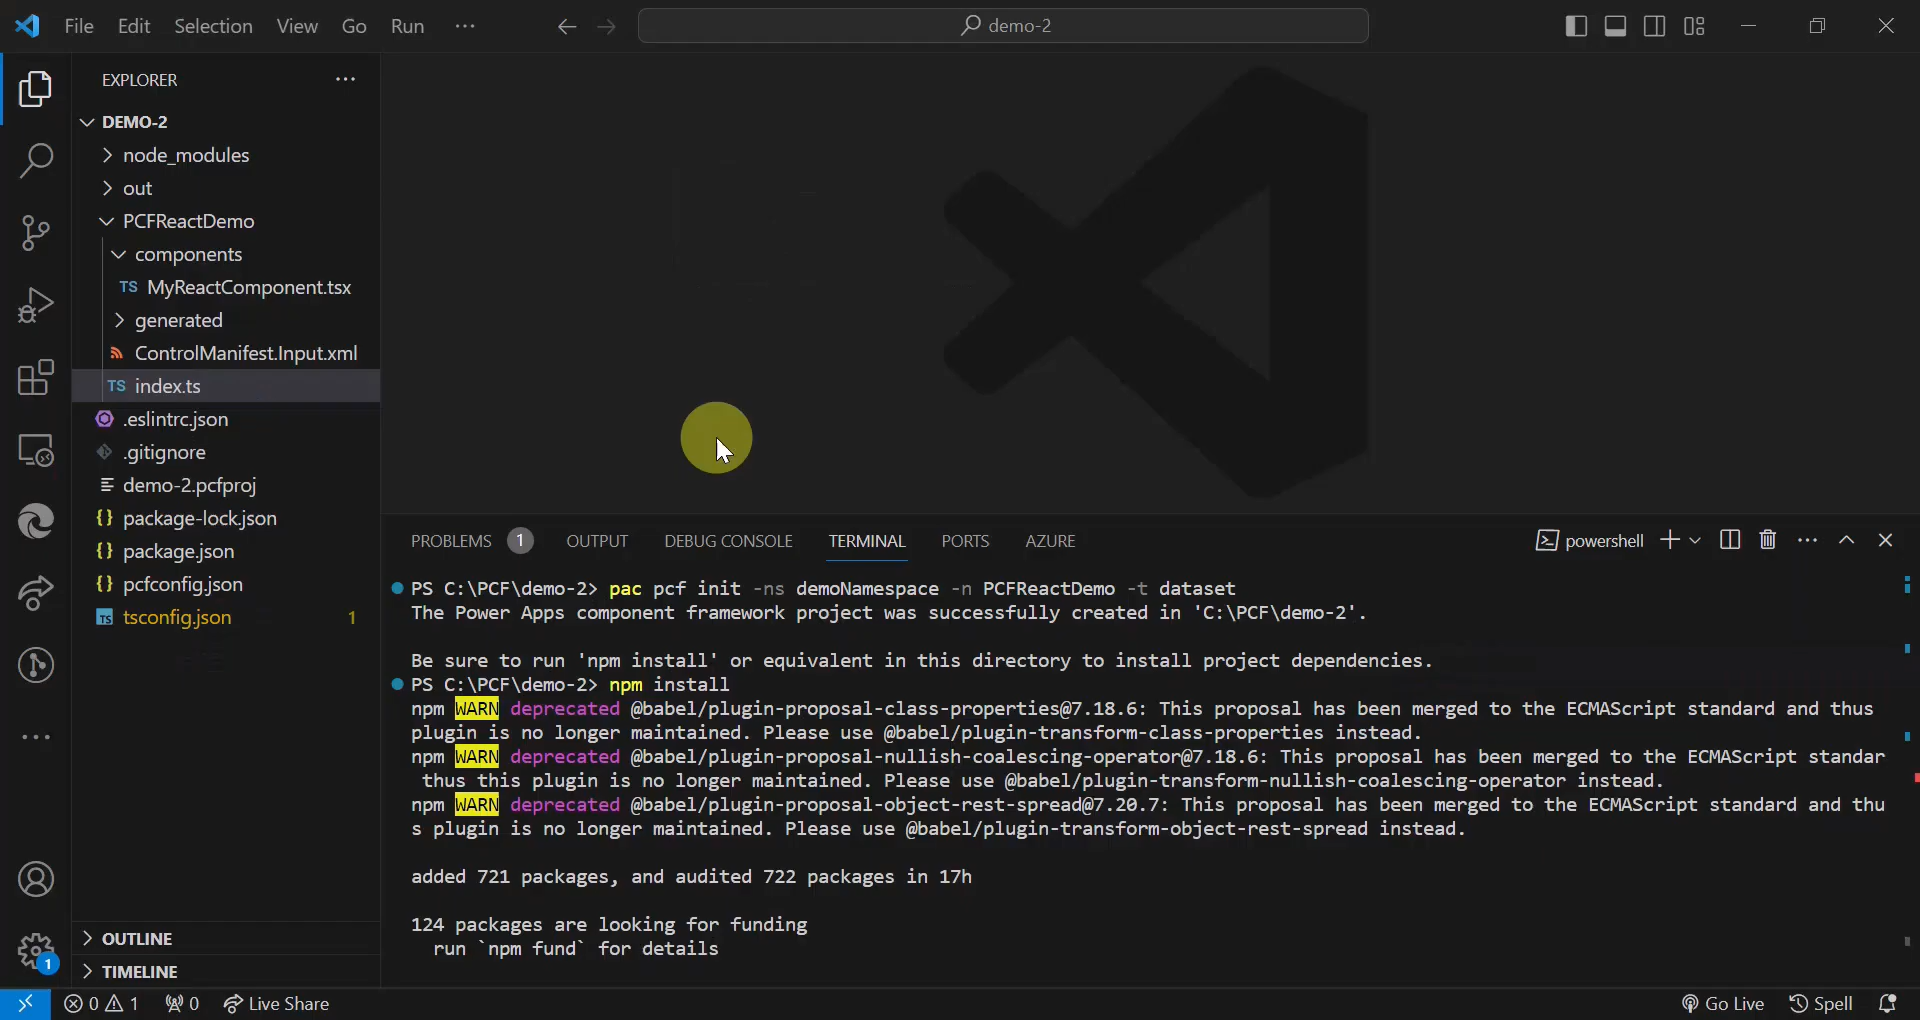 File Edit Selection View Go Run ··· demo-2
EXPLORER
DEMO-2
node_modules
out
PCFReactDemo
components
TS MyReactComponent.tsx
generated
ControlManifest.Input.xml
TS index.ts
.eslintrc.json
.gitignore
demo-2.pcfproj
{} package-lock.json
{} package.json
{} pcfconfig.json
TS tsconfig.json 1
OUTLINE
TIMELINE
1
PROBLEMS 1 OUTPUT DEBUG CONSOLE TERMINAL PORTS AZURE powershell
PS C:\PCF\demo-2> pac pcf init -ns demoNamespace -n PCFReactDemo -t dataset
The Power Apps component framework project was successfully created in 'C:\PCF\demo-2'.
Be sure to run 'npm install' or equivalent in this directory to install project dependencies.
PS C:\PCF\demo-2> npm install
npm WARN deprecated @babel/plugin-proposal-class-properties@7.18.6: This proposal has been merged to the ECMAScript standard and thus
plugin is no longer maintained. Please use @babel/plugin-transform-class-properties instead.
npm WARN deprecated @babel/plugin-proposal-nullish-coalescing-operator@7.18.6: This proposal has been merged to the ECMAScript standar
thus this plugin is no longer maintained. Please use @babel/plugin-transform-nullish-coalescing-operator instead.
npm WARN deprecated @babel/plugin-proposal-object-rest-spread@7.20.7: This proposal has been merged to the ECMAScript standard and thu
s plugin is no longer maintained. Please use @babel/plugin-transform-object-rest-spread instead.
added 721 packages, and audited 722 packages in 17h
124 packages are looking for funding
run `npm fund` for details
0 1 0 Live Share Go Live Spell